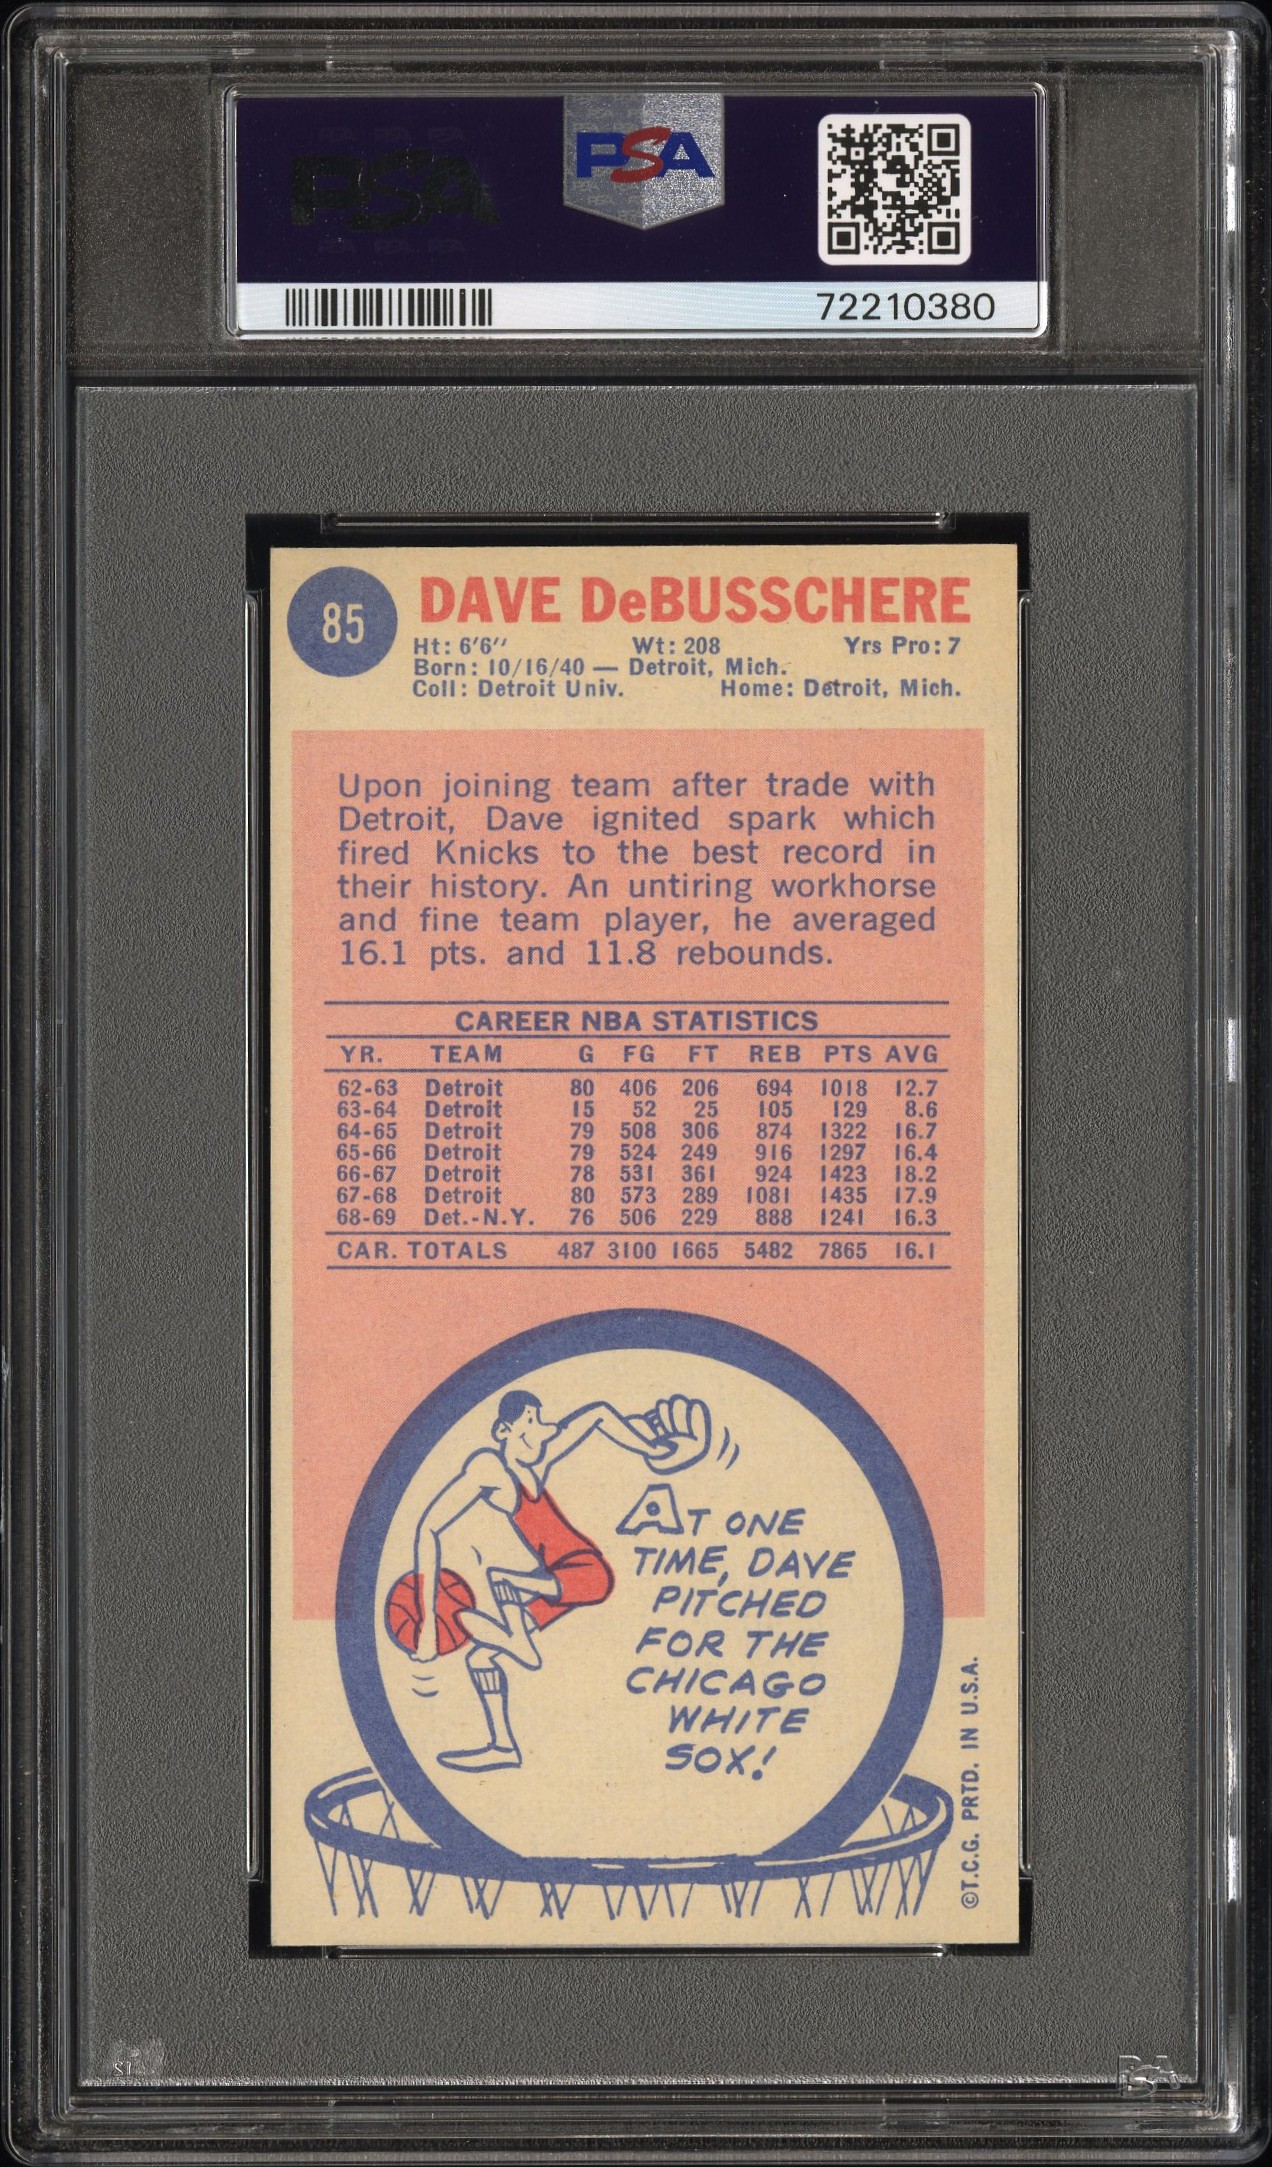 PSA
PSA
72210380
85
DAVE DeBUSSCHERE
Ht: 6'6" Wt: 208 Yrs Pro: 7
Born: 10/16/40 — Detroit, Mich.
Coll: Detroit Univ. Home: Detroit, Mich.
Upon joining team after trade with
Detroit, Dave ignited spark which
fired Knicks to the best record in
their history. An untiring workhorse
and fine team player, he averaged
16.1 pts. and 11.8 rebounds.
CAREER NBA STATISTICS
YR. TEAM G FG FT REB PTS AVG
62-63 Detroit 80 406 206 694 1018 12.7
63-64 Detroit 15 52 25 105 129 8.6
64-65 Detroit 79 508 306 874 1322 16.7
65-66 Detroit 79 524 249 916 1297 16.4
66-67 Detroit 78 531 361 924 1423 18.2
67-68 Detroit 80 573 289 1081 1435 17.9
68-69 Det.-N.Y. 76 506 229 888 1241 16.3
CAR. TOTALS 487 3100 1665 5482 7865 16.1
AT ONE
TIME, DAVE
PITCHED
FOR THE
CHICAGO
WHITE
SOX!
©T.C.G. PRTD. IN U.S.A.
PSA